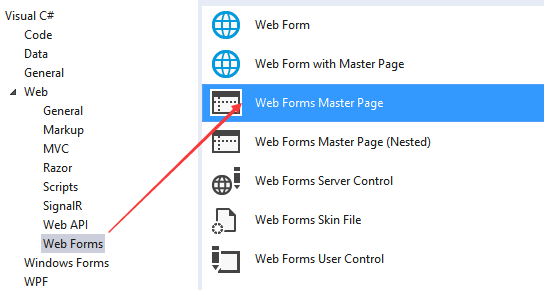 Visual C#
Code
Data
General
Web
General
Markup
MVC
Razor
Scripts
SignalR
Web API
Web Forms
Windows Forms
WPF
Web Form
Web Form with Master Page
Web Forms Master Page
Web Forms Master Page (Nested)
Web Forms Server Control
Web Forms Skin File
Web Forms User Control